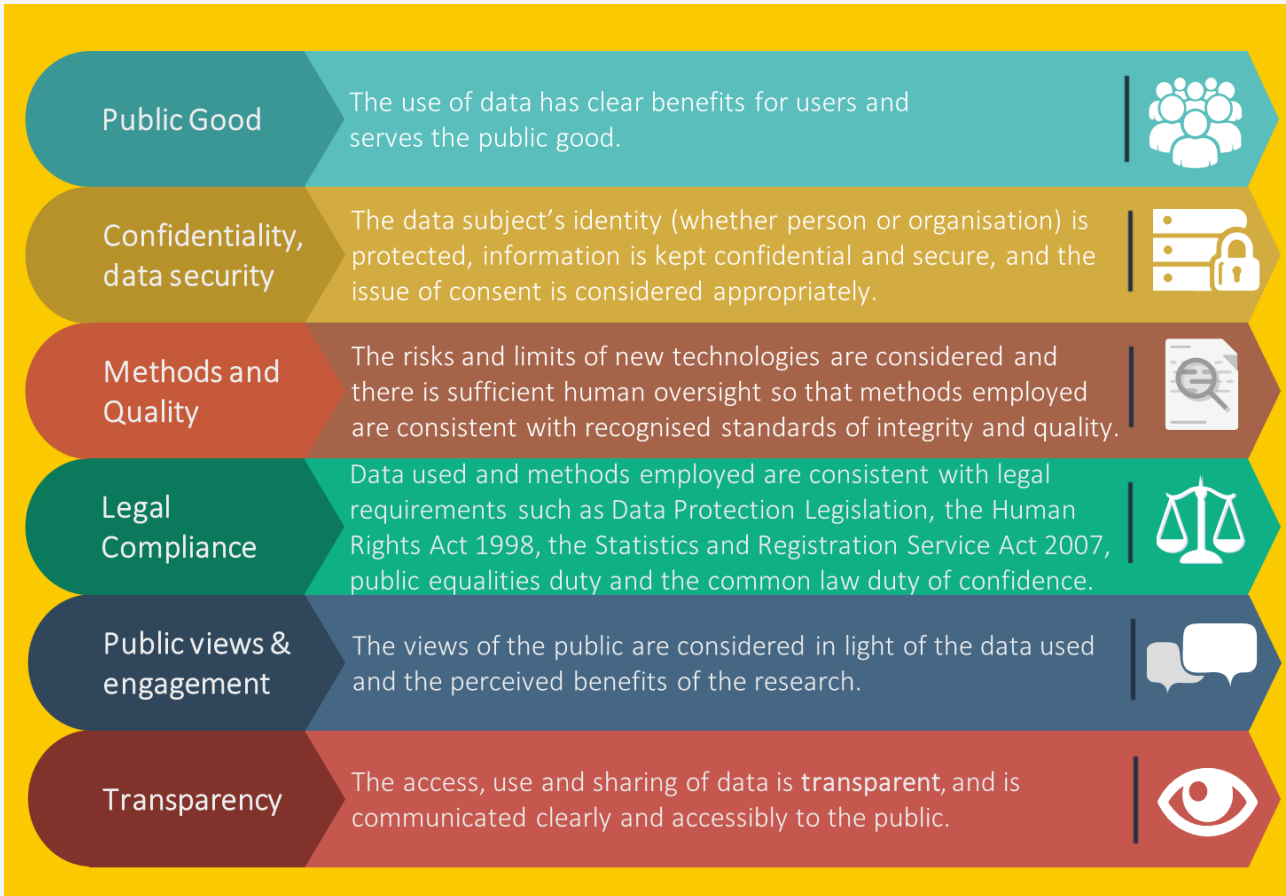 Public Good
The use of data has clear benefits for users and
serves the public good.
Confidentiality,
data security
The data subject’s identity (whether person or organisation) is
protected, information is kept confidential and secure, and the
issue of consent is considered appropriately.
Methods and
Quality
The risks and limits of new technologies are considered and
there is sufficient human oversight so that methods employed
are consistent with recognised standards of integrity and quality.
Legal
Compliance
Data used and methods employed are consistent with legal
requirements such as Data Protection Legislation, the Human
Rights Act 1998, the Statistics and Registration Service Act 2007,
public equalities duty and the common law duty of confidence.
Public views &
engagement
The views of the public are considered in light of the data used
and the perceived benefits of the research.
Transparency
The access, use and sharing of data is transparent, and is
communicated clearly and accessibly to the public.